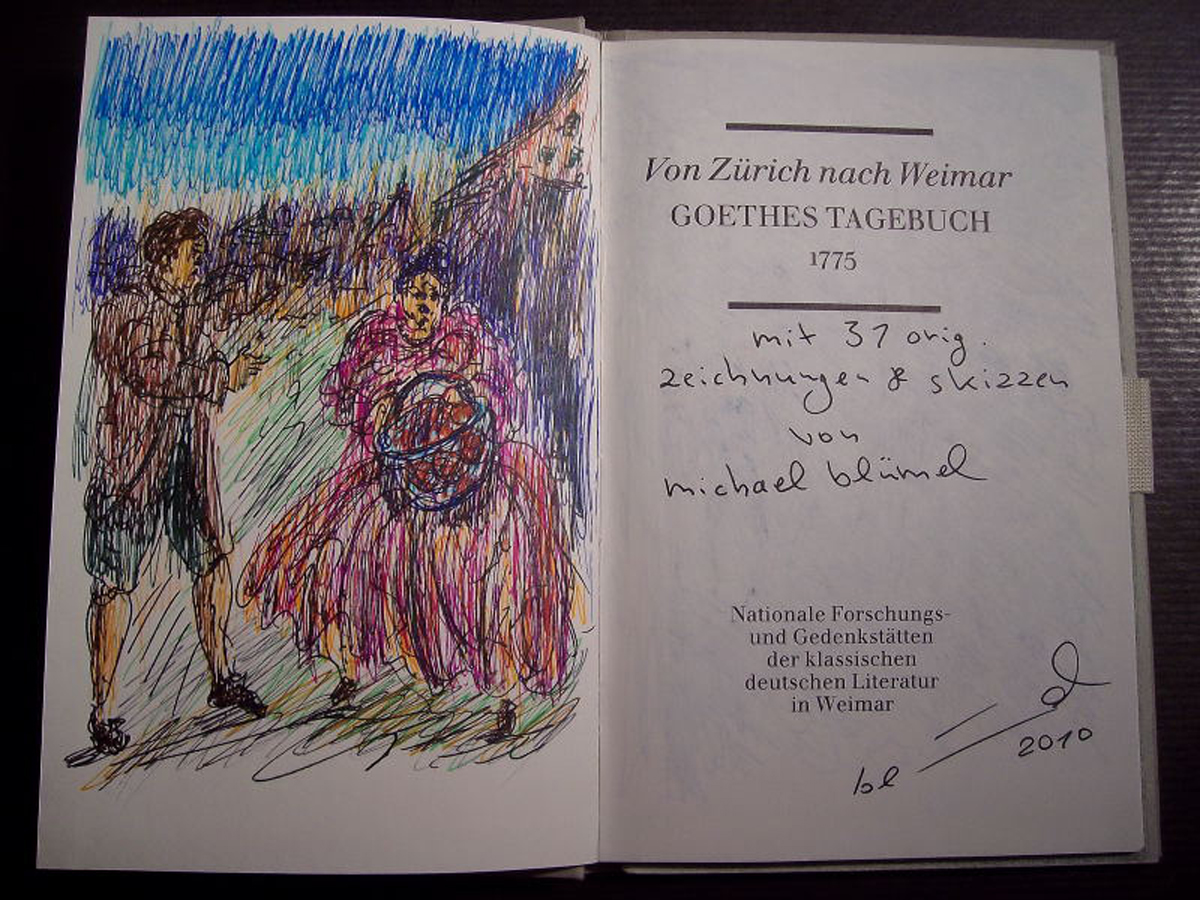 Von Zürich nach Weimar
GOETHES TAGEBUCH
1775
mit 31 orig.
zeichnungen & skizzen
von
michael blümel
Nationale Forschungs-
und Gedenkstätten
der klassischen
deutschen Literatur
in Weimar
2010
bl